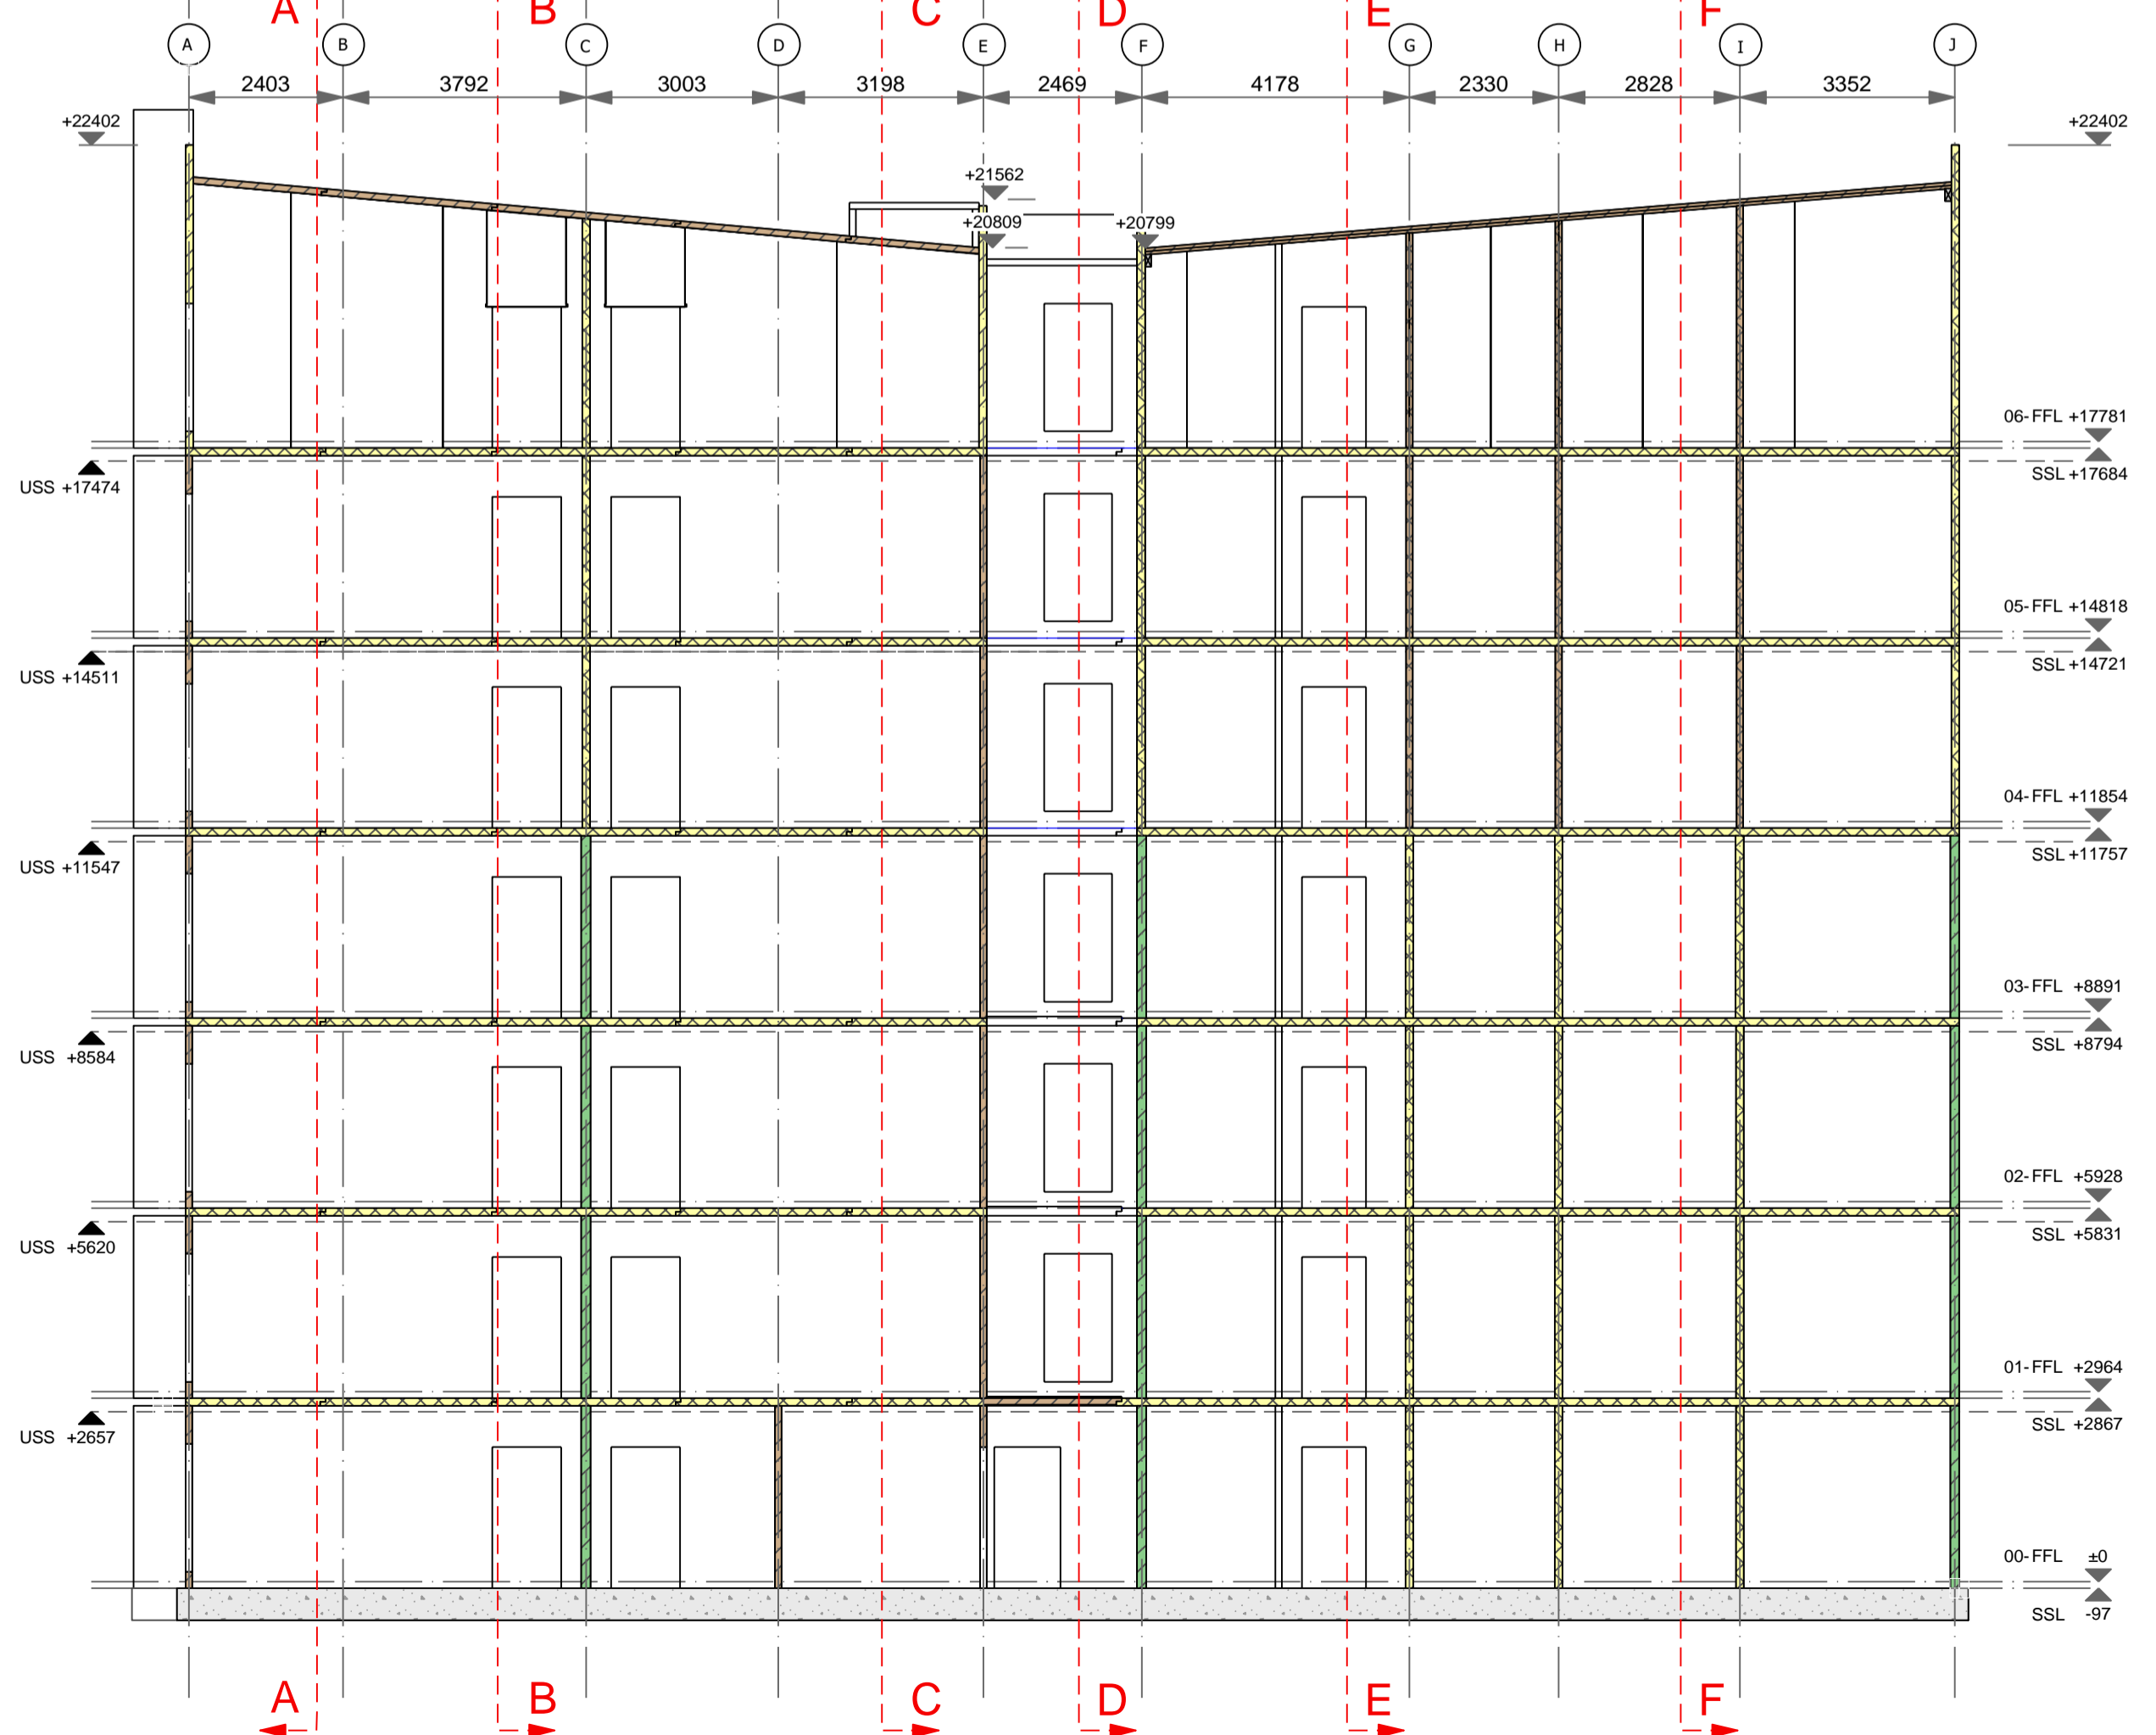 A B C D E F
A B C D E F G H I J
2403 3792 3003 3198 2469 4178 2330 2828 3352
+22402 +22402
+21562
+20809 +20799
06-FFL +17781
USS +17474 SSL +17684
05-FFL +14818
USS +14511 SSL +14721
04-FFL +11854
USS +11547 SSL +11757
03-FFL +8891
USS +8584 SSL +8794
02-FFL +5928
USS +5620 SSL +5831
01-FFL +2964
USS +2657 SSL +2867
00-FFL ±0
SSL -97
A B C D E F